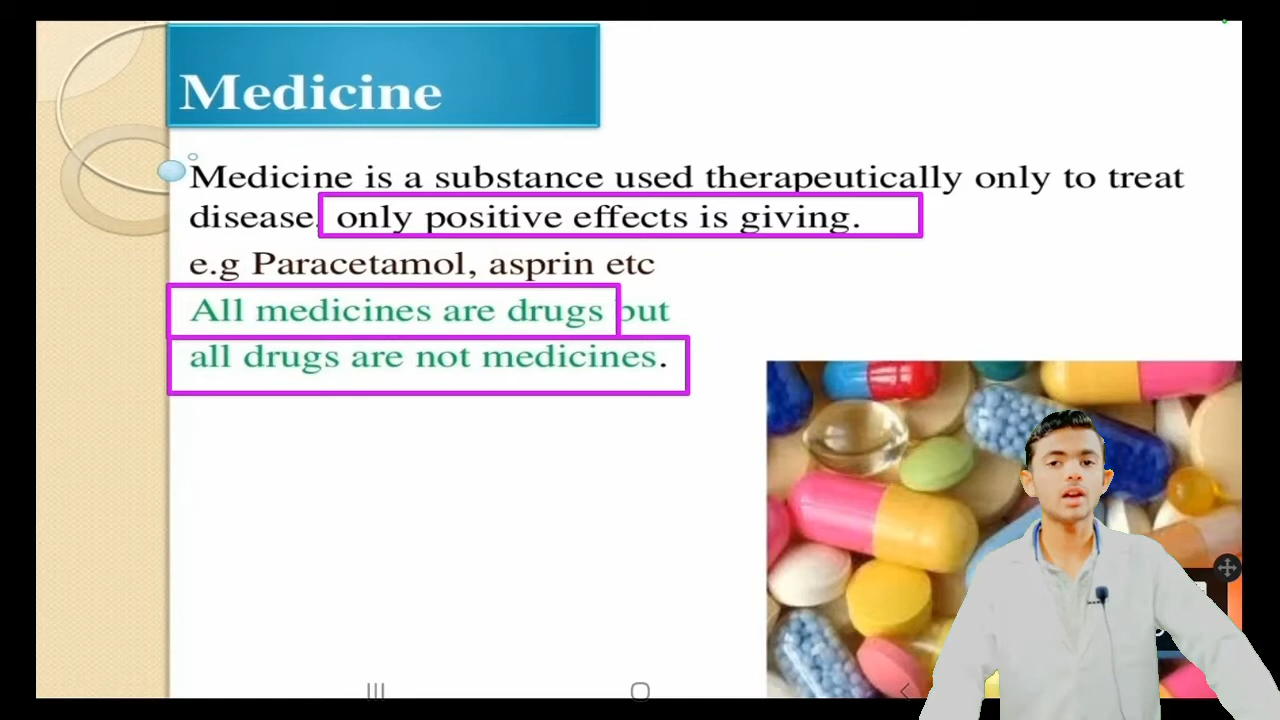 Medicine
Medicine is a substance used therapeutically only to treat
disease. only positive effects is giving.
e.g Paracetamol, asprin etc
All medicines are drugs but
all drugs are not medicines.